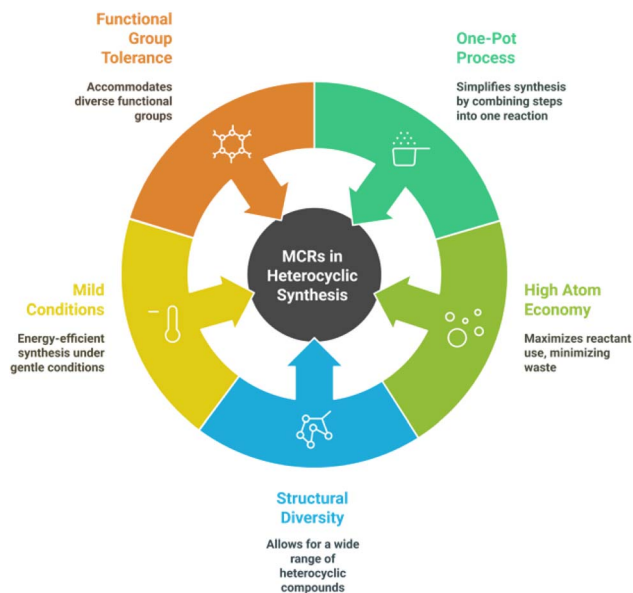 Functional
Group
Tolerance
Accommodates
diverse functional
groups
One-Pot
Process
Simplifies synthesis
by combining steps
into one reaction
MCRs in
Heterocyclic
Synthesis
Mild
Conditions
Energy-efficient
synthesis under
gentle conditions
High Atom
Economy
Maximizes reactant
use, minimizing
waste
Structural
Diversity
Allows for a wide
range of
heterocyclic
compounds